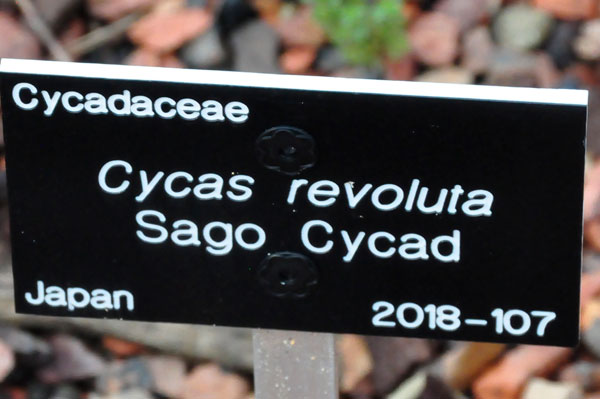 Cycadaceae
Cycas revoluta
Sago Cycad
Japan 2018-107